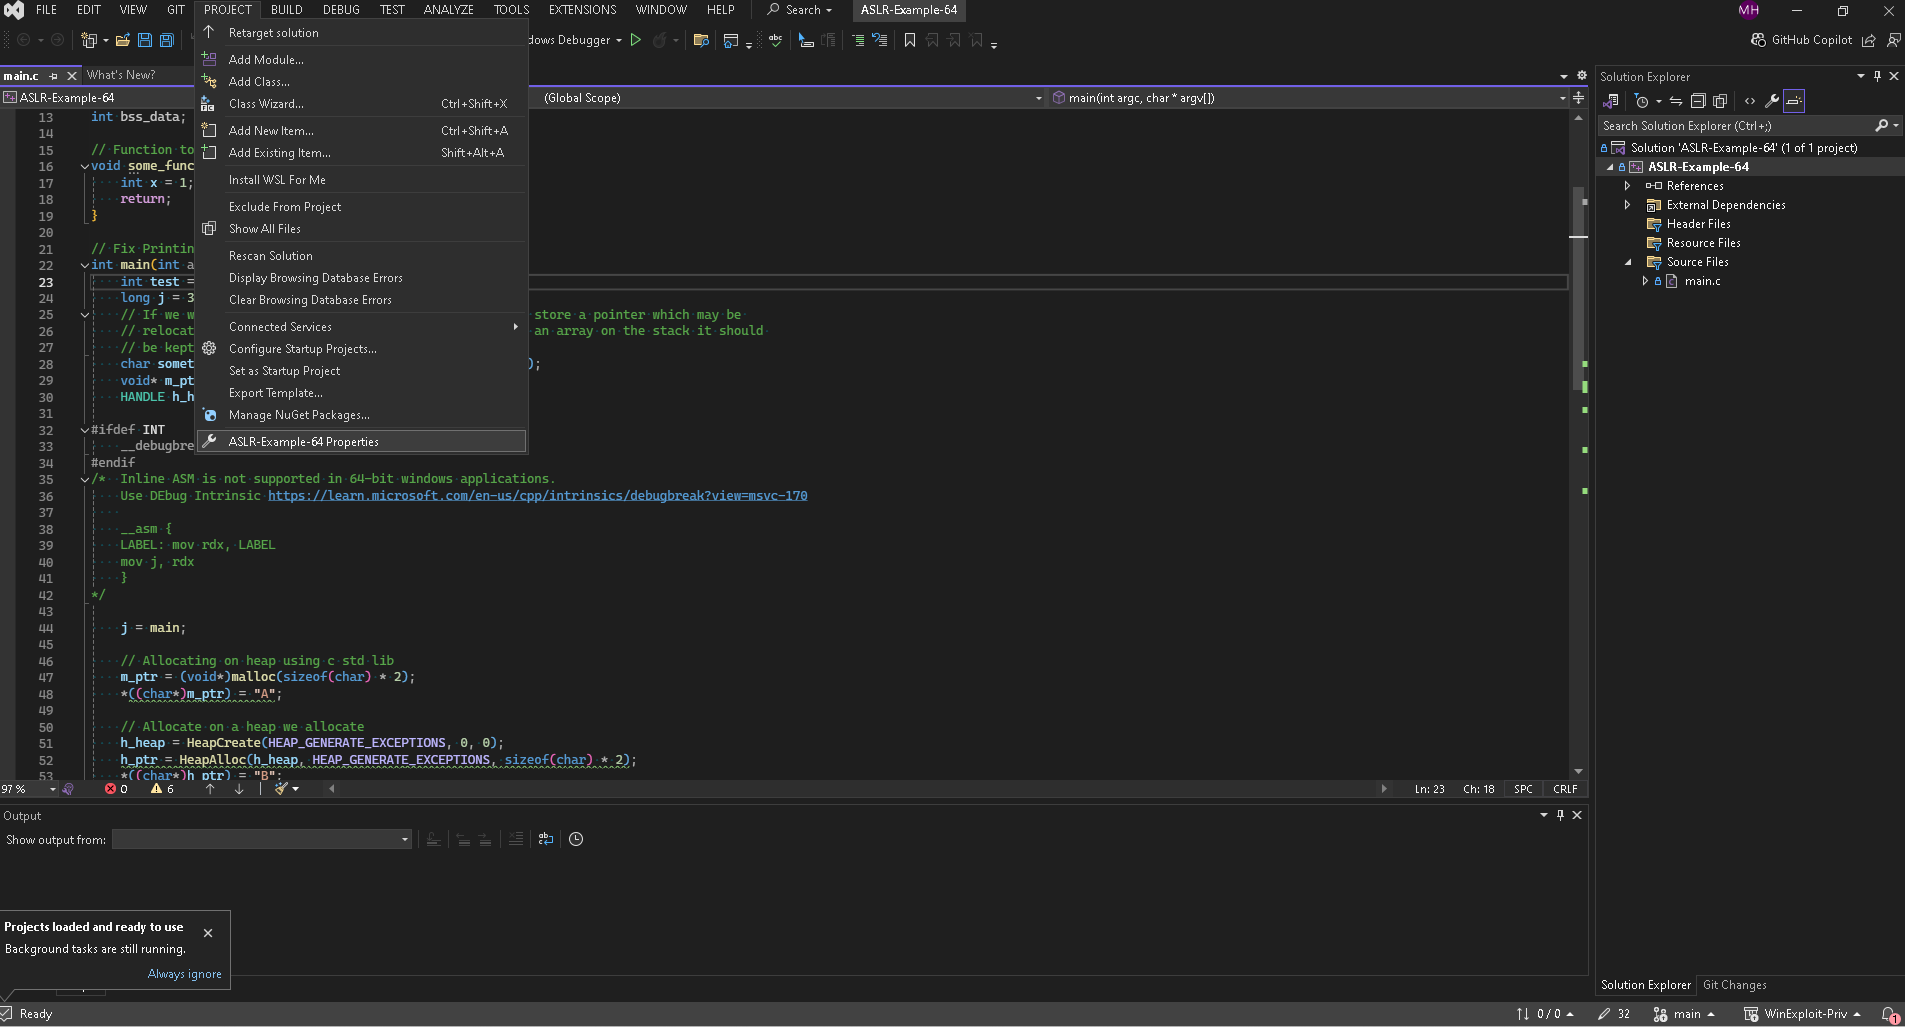 FILE EDIT VIEW GIT PROJECT BUILD DEBUG TEST ANALYZE TOOLS EXTENSIONS WINDOW HELP Search ASLR-Example-64 MH
dows Debugger GitHub Copilot
main.c What's New?
ASLR-Example-64 (Global Scope) main(int argc, char * argv[])
Retarget solution
Add Module...
Add Class...
Class Wizard... Ctrl+Shift+X
Add New Item... Ctrl+Shift+A
Add Existing Item... Shift+Alt+A
Install WSL For Me
Exclude From Project
Show All Files
Rescan Solution
Display Browsing Database Errors
Clear Browsing Database Errors
Connected Services
Configure Startup Projects...
Set as Startup Project
Export Template...
Manage NuGet Packages...
ASLR-Example-64 Properties
13 int bss_data;
14
15 // Function to
16 void some_func
17 int x = 1;
18 return;
19 }
20
21 // Fix Printin
22 int main(int a
23 int test =
24 long j = 3
25 // If we w store a pointer which may be
26 // relocat an array on the stack it should
27 // be kept
28 char somet );
29 void* m_pt
30 HANDLE h_h
31
32 #ifdef INT
33 __debugbre
34 #endif
35 /* Inline ASM is not supported in 64-bit windows applications.
36 Use DEbug Intrinsic https://learn.microsoft.com/en-us/cpp/intrinsics/debugbreak?view=msvc-170
37
38 __asm {
39 LABEL: mov rdx, LABEL
40 mov j, rdx
41 }
42 */
43
44 j = main;
45
46 // Allocating on heap using c std lib
47 m_ptr = (void*)malloc(sizeof(char) * 2);
48 *((char*)m_ptr) = "A";
49
50 // Allocate on a heap we allocate
51 h_heap = HeapCreate(HEAP_GENERATE_EXCEPTIONS, 0, 0);
52 h_ptr = HeapAlloc(h_heap, HEAP_GENERATE_EXCEPTIONS, sizeof(char) * 2);
53 *((char*)h_ptr) = "B";
97 % 0 6 Ln: 23 Ch: 18 SPC CRLF
Output
Show output from:
Projects loaded and ready to use
Background tasks are still running.
Always ignore
Solution Explorer
Search Solution Explorer (Ctrl+;)
Solution 'ASLR-Example-64' (1 of 1 project)
ASLR-Example-64
References
External Dependencies
Header Files
Resource Files
Source Files
main.c
Solution Explorer Git Changes
Ready 0 / 0 32 main WinExploit-Priv 1